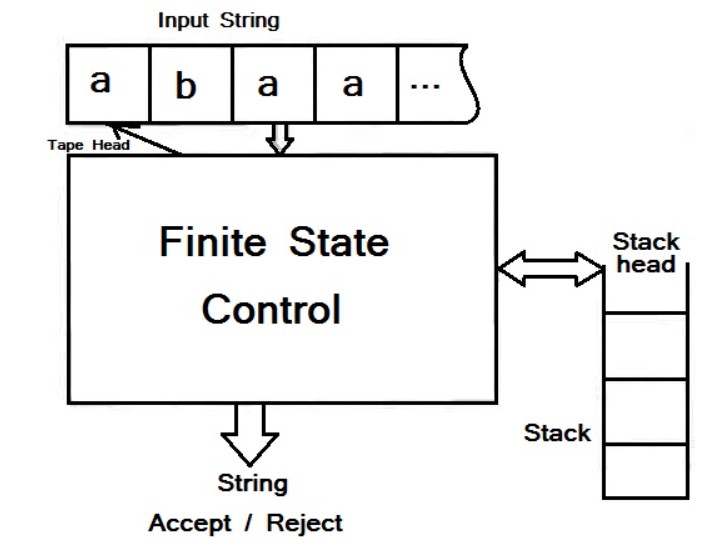 Input String
a b a a ...
Tape Head
Finite State
Control
Stack
head
Stack
String
Accept / Reject